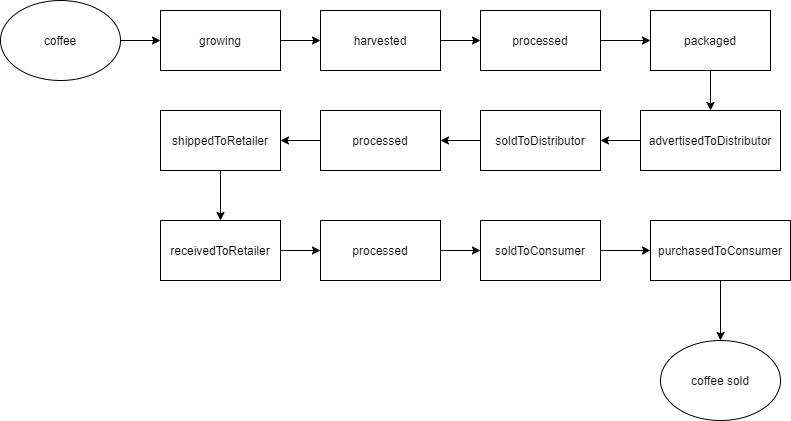 coffee
growing
harvested
processed
packaged
advertisedToDistributor
soldToDistributor
processed
shippedToRetailer
receivedToRetailer
processed
soldToConsumer
purchasedToConsumer
coffee sold